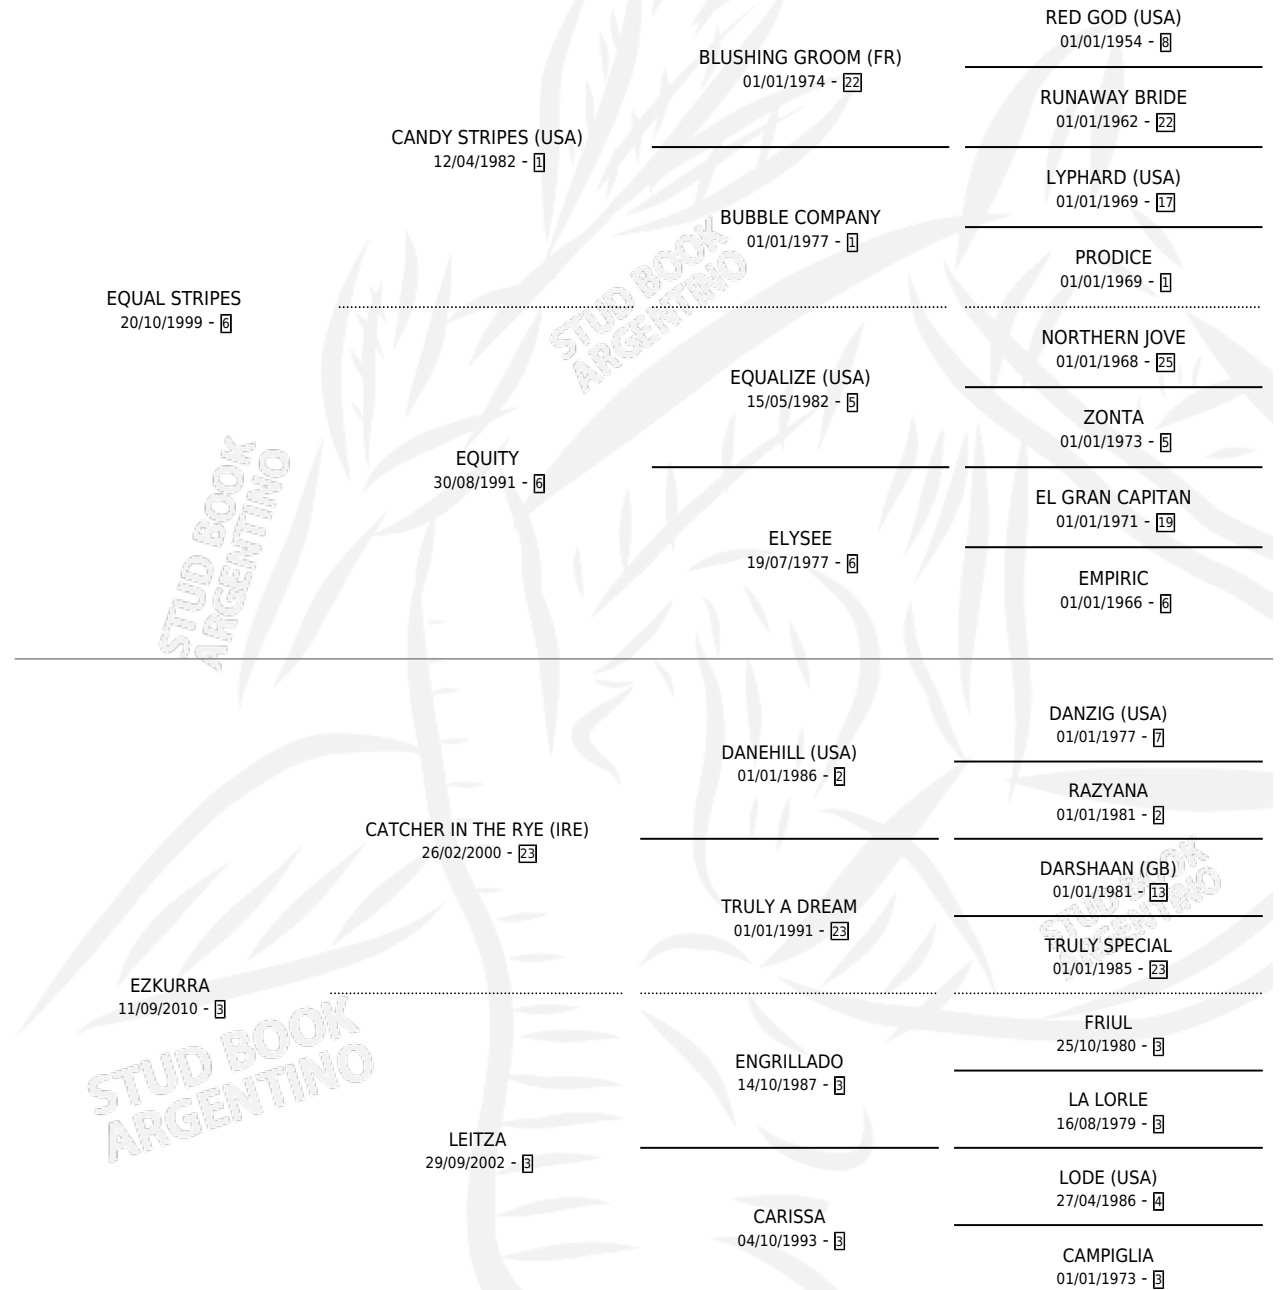 RED GOD (USA)
01/01/1954 - 8
BLUSHING GROOM (FR)
01/01/1974 - 22
RUNAWAY BRIDE
01/01/1962 - 22
CANDY STRIPES (USA)
12/04/1982 - 1
LYPHARD (USA)
01/01/1969 - 17
BUBBLE COMPANY
01/01/1977 - 1
PRODICE
01/01/1969 - 1
EQUAL STRIPES
20/10/1999 - 6
STUD BOOK
ARGENTINO
NORTHERN JOVE
01/01/1968 - 25
EQUALIZE (USA)
15/05/1982 - 5
ZONTA
01/01/1973 - 5
EQUITY
30/08/1991 - 6
EL GRAN CAPITAN
01/01/1971 - 19
ELYSEE
19/07/1977 - 6
EMPIRIC
01/01/1966 - 6
STUD BOOK
ARGENTINO
DANZIG (USA)
01/01/1977 - 7
DANEHILL (USA)
01/01/1986 - 2
RAZYANA
01/01/1981 - 2
CATCHER IN THE RYE (IRE)
26/02/2000 - 23
DARSHAAN (GB)
01/01/1981 - 13
STUD BOOK
ARGENTINO
TRULY A DREAM
01/01/1991 - 23
TRULY SPECIAL
01/01/1985 - 23
EZKURRA
11/09/2010 - 3
STUD BOOK
ARGENTINO
FRIUL
25/10/1980 - 3
ENGRILLADO
14/10/1987 - 3
LA LORLE
16/08/1979 - 3
LEITZA
29/09/2002 - 3
LODE (USA)
27/04/1986 - 4
CARISSA
04/10/1993 - 3
CAMPIGLIA
01/01/1973 - 3